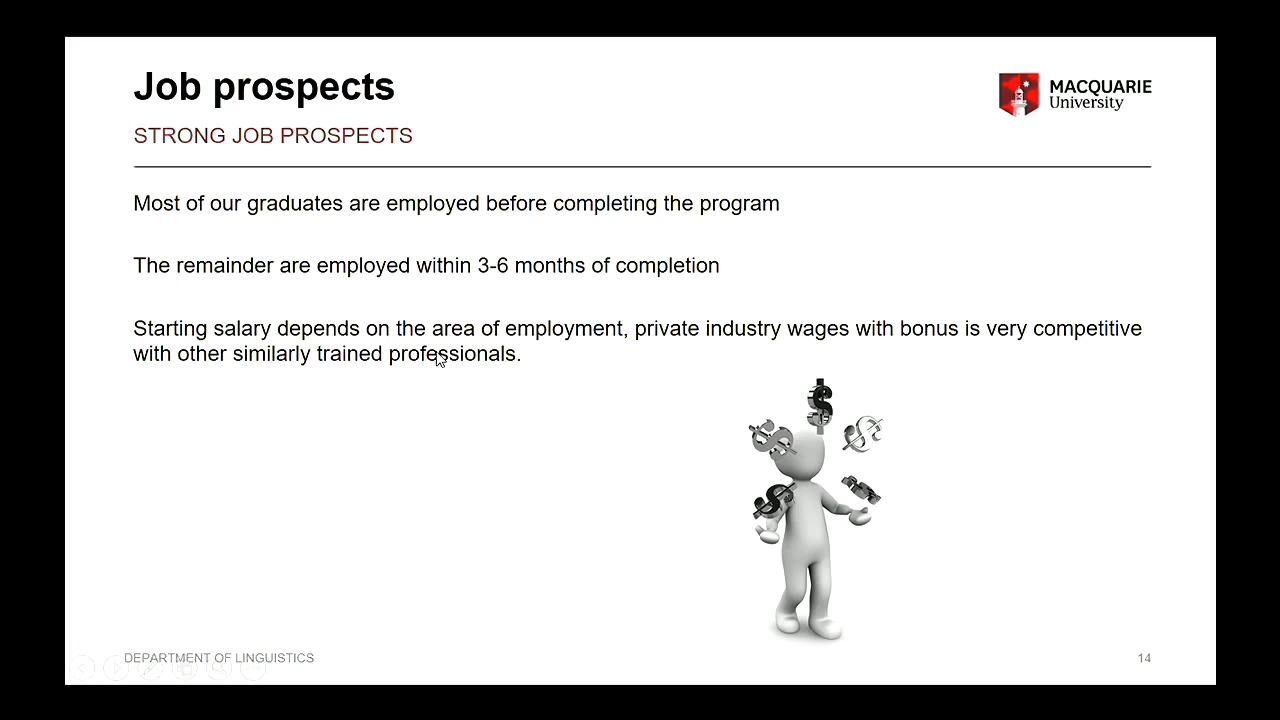 Job prospects
MACQUARIE
University
STRONG JOB PROSPECTS
Most of our graduates are employed before completing the program
The remainder are employed within 3-6 months of completion
Starting salary depends on the area of employment, private industry wages with bonus is very competitive
with other similarly trained professionals.
$
$
$
$
$
DEPARTMENT OF LINGUISTICS
14